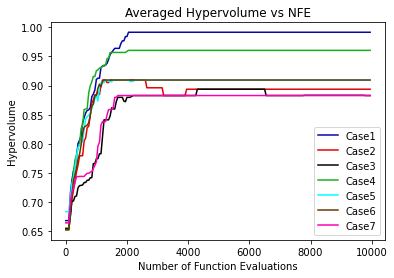 Averaged Hypervolume vs NFE
Hypervolume
1.00
0.95
0.90
0.85
0.80
0.75
0.70
0.65
Case1
Case2
Case3
Case4
Case5
Case6
Case7
0
2000
4000
6000
8000
10000
Number of Function Evaluations